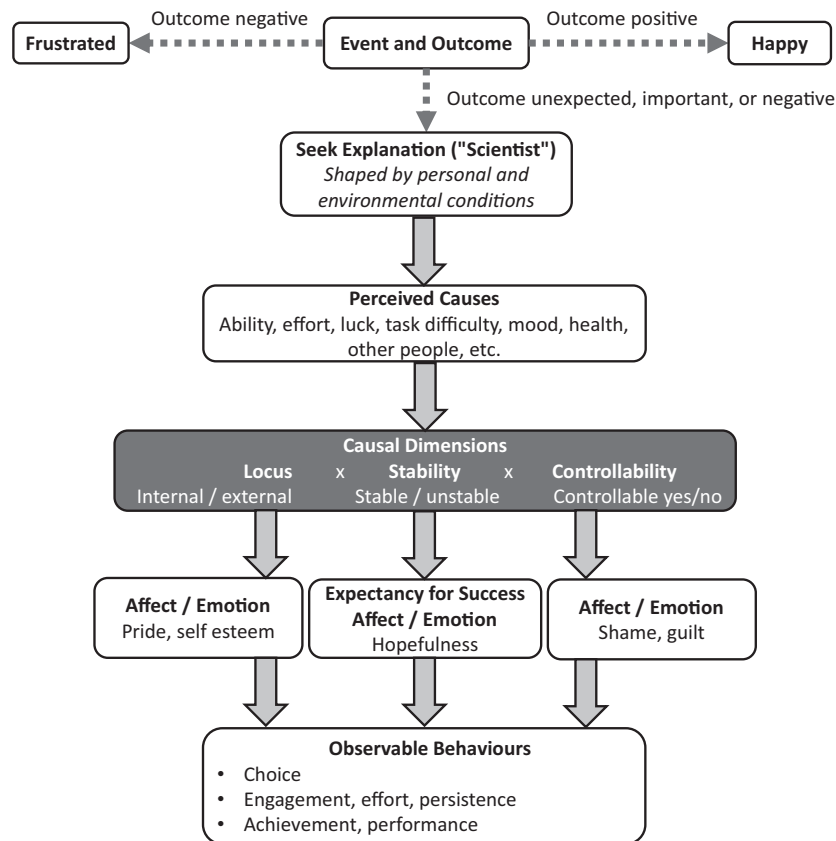 Outcome negative
Outcome positive
Frustrated
Event and Outcome
Happy
Outcome unexpected, important, or negative
Seek Explanation ("Scientist")
Shaped by personal and
environmental conditions
Perceived Causes
Ability, effort, luck, task difficulty, mood, health,
other people, etc.
Causal Dimensions
Locus x Stability x Controllability
Internal / external Stable / unstable Controllable yes/no
Affect / Emotion
Pride, self esteem
Expectancy for Success
Affect / Emotion
Hopefulness
Affect / Emotion
Shame, guilt
Observable Behaviours
• Choice
• Engagement, effort, persistence
• Achievement, performance